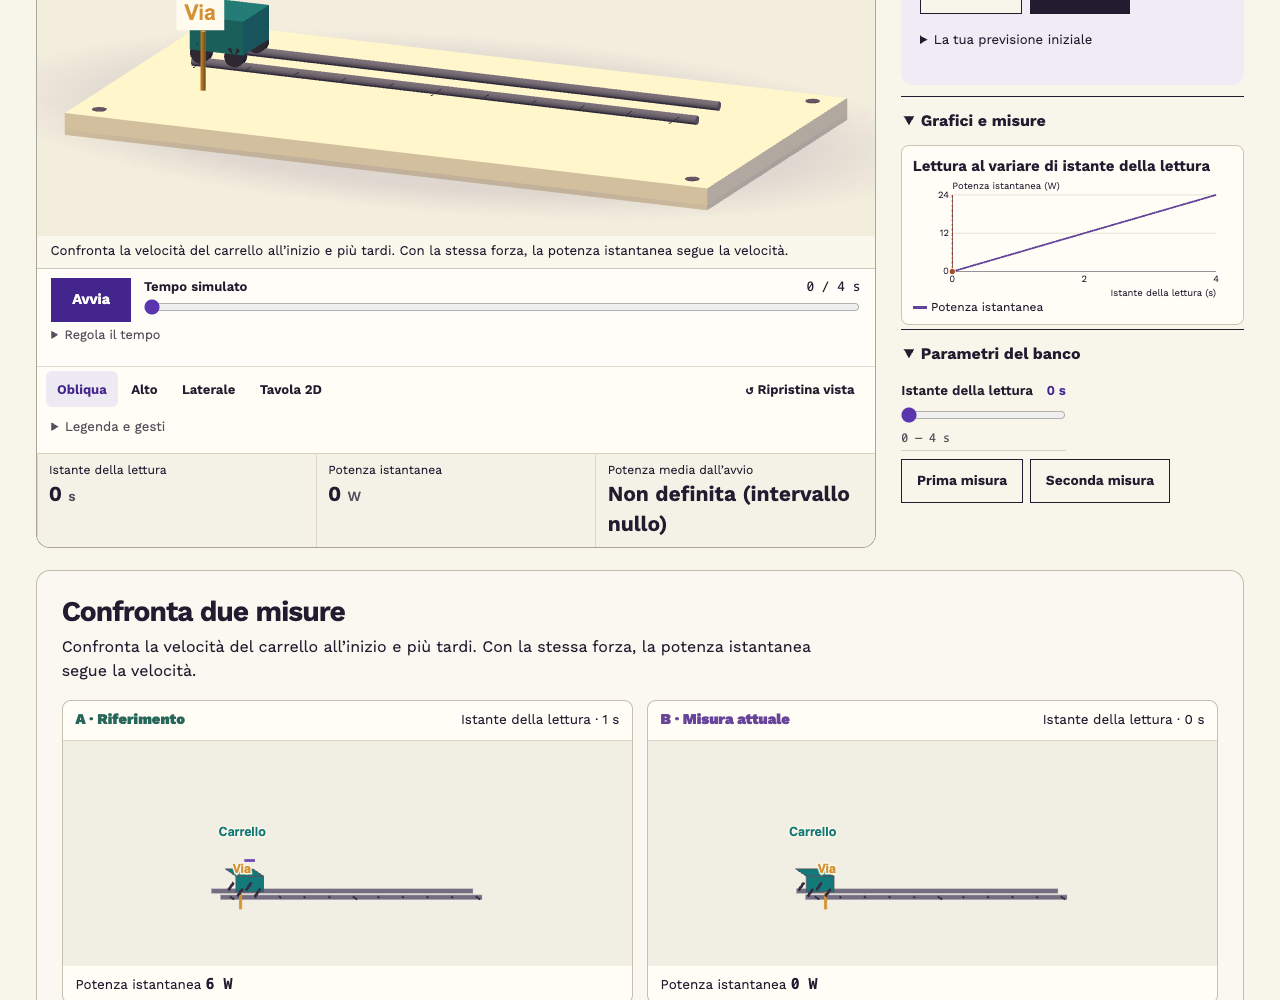 Via
Confronta la velocità del carrello all’inizio e più tardi. Con la stessa forza, la potenza istantanea segue la velocità.
Avvia
Tempo simulato
0 / 4 s
▶ Regola il tempo
Obliqua
Alto
Laterale
Tavola 2D
↺ Ripristina vista
▶ Legenda e gesti
Istante della lettura
0 s
Potenza istantanea
0 W
Potenza media dall’avvio
Non definita (intervallo
nullo)
▶ La tua previsione iniziale
▼ Grafici e misure
Lettura al variare di istante della lettura
Potenza istantanea (W)
24
12
0
0
2
4
Istante della lettura (s)
Potenza istantanea
▼ Parametri del banco
Istante della lettura 0 s
0 — 4 s
Prima misura
Seconda misura
Confronta due misure
Confronta la velocità del carrello all’inizio e più tardi. Con la stessa forza, la potenza istantanea
segue la velocità.
A · Riferimento
Istante della lettura · 1 s
Carrello
Via
Potenza istantanea 6 W
B · Misura attuale
Istante della lettura · 0 s
Carrello
Via
Potenza istantanea 0 W